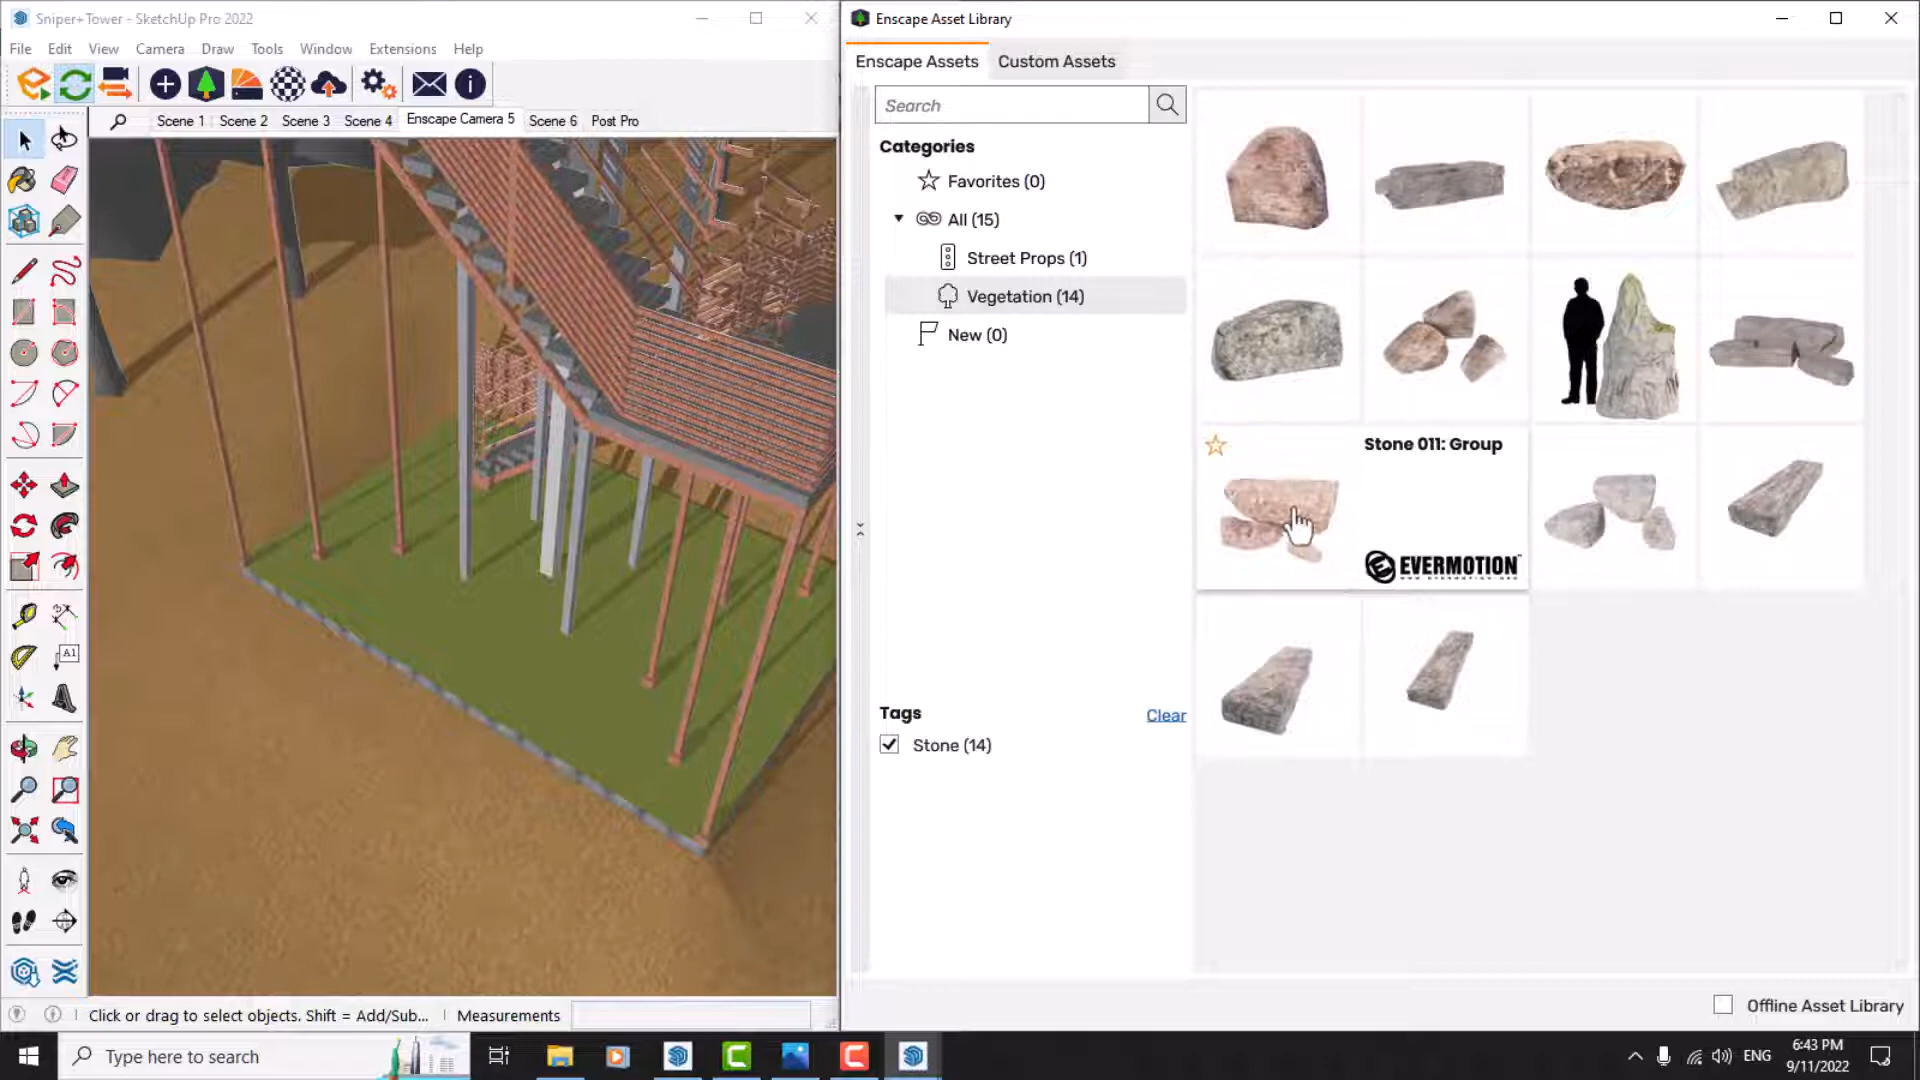 Sniper+Tower - SketchUp Pro 2022
File Edit View Camera Draw Tools Window Extensions Help
Scene 1 Scene 2 Scene 3 Scene 4 Enscape Camera 5 Scene 6 Post Pro
A1
Click or drag to select objects. Shift = Add/Sub... Measurements
Enscape Asset Library
Enscape Assets Custom Assets
Search
Categories
Favorites (0)
All (15)
Street Props (1)
Vegetation (14)
New (0)
Tags Clear
Stone (14)
Stone 011: Group
EVERMOTION
Offline Asset Library
Type here to search
ENG
6:43 PM
9/11/2022